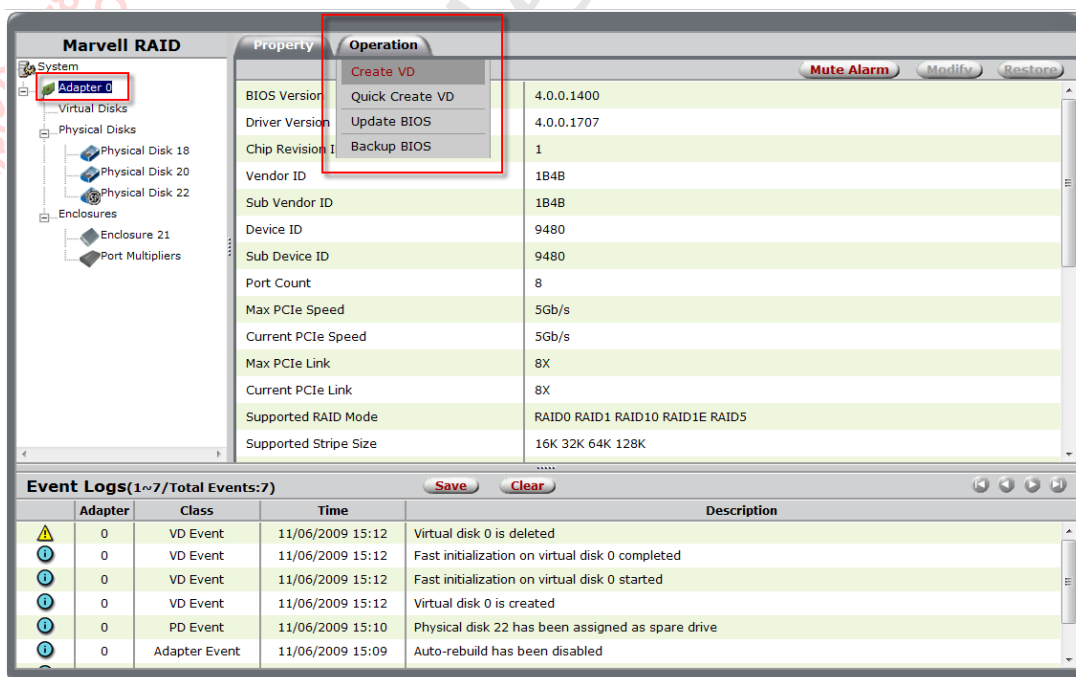 Marvell RAID
Property Operation
System
Adapter 0
Virtual Disks
Physical Disks
Physical Disk 18
Physical Disk 20
Physical Disk 22
Enclosures
Enclosure 21
Port Multipliers
Create VD
Quick Create VD
Update BIOS
Backup BIOS
Mute Alarm Modify Restore
BIOS Version 4.0.0.1400
Driver Version 4.0.0.1707
Chip Revision I 1
Vendor ID 1B4B
Sub Vendor ID 1B4B
Device ID 9480
Sub Device ID 9480
Port Count 8
Max PCIe Speed 5Gb/s
Current PCIe Speed 5Gb/s
Max PCIe Link 8X
Current PCIe Link 8X
Supported RAID Mode RAID0 RAID1 RAID10 RAID1E RAID5
Supported Stripe Size 16K 32K 64K 128K
Event Logs(1~7/Total Events:7) Save Clear
Adapter Class Time Description
0 VD Event 11/06/2009 15:12 Virtual disk 0 is deleted
0 VD Event 11/06/2009 15:12 Fast initialization on virtual disk 0 completed
0 VD Event 11/06/2009 15:12 Fast initialization on virtual disk 0 started
0 VD Event 11/06/2009 15:12 Virtual disk 0 is created
0 PD Event 11/06/2009 15:10 Physical disk 22 has been assigned as spare drive
0 Adapter Event 11/06/2009 15:09 Auto-rebuild has been disabled